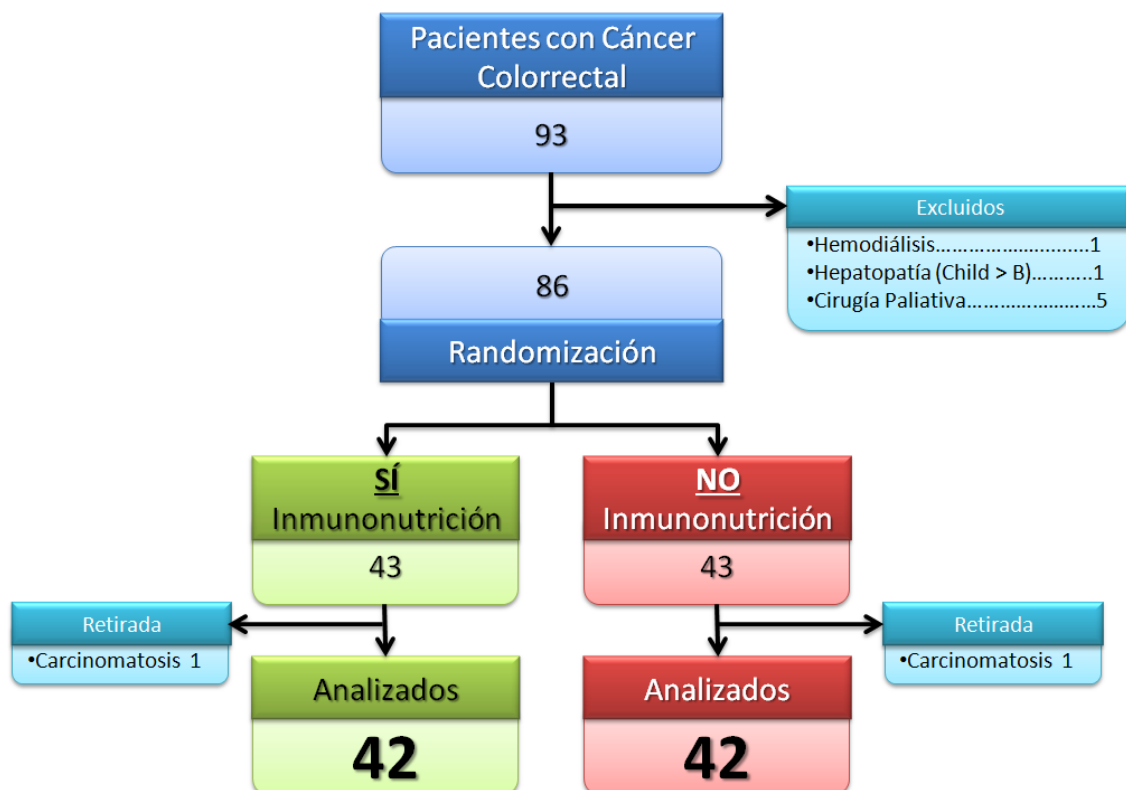 Pacientes con Cáncer
Colorrectal
93
Excluidos
•Hemodiálisis……………...………..1
•Hepatopatía (Child > B)………..1
•Cirugía Paliativa……………………5
86
Randomización
SÍ
Inmunonutrición
43
NO
Inmunonutrición
43
Retirada
•Carcinomatosis 1
Retirada
•Carcinomatosis 1
Analizados
42
Analizados
42